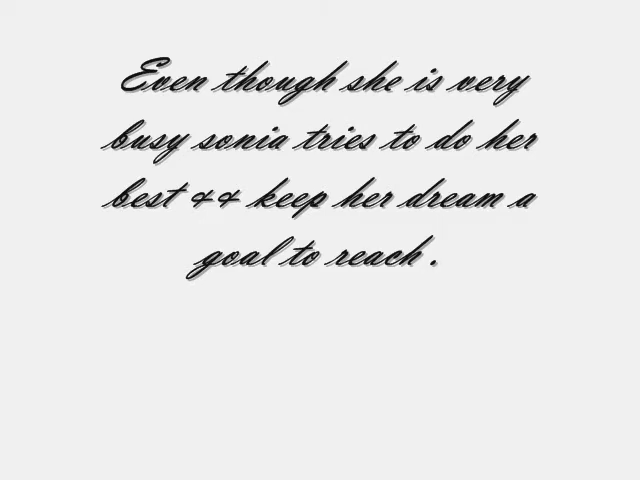 Even though she is very
busy sonia tries to do her
best && keep her dream a
goal to reach .